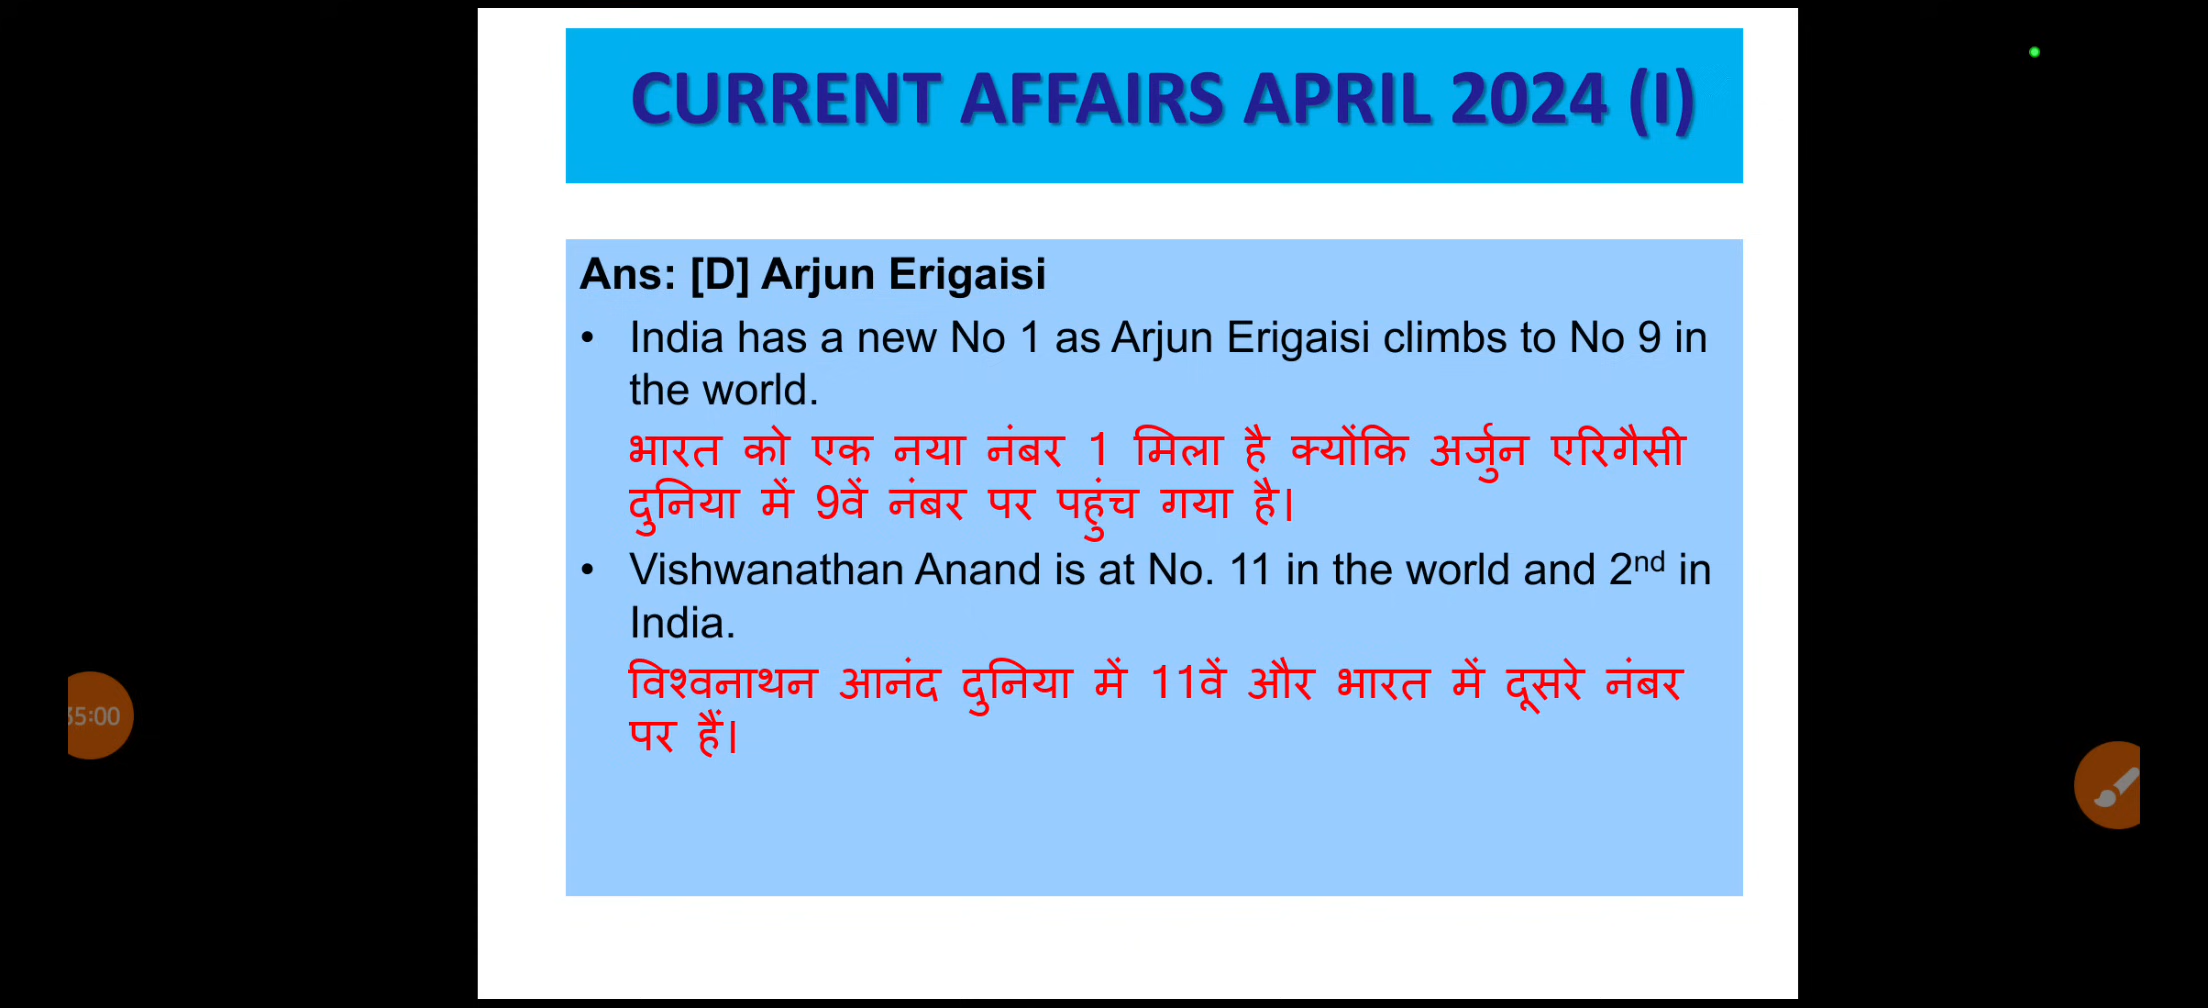 CURRENT AFFAIRS APRIL 2024 (I)
Ans: [D] Arjun Erigaisi
• India has a new No 1 as Arjun Erigaisi climbs to No 9 in
the world.
भारत को एक नया नंबर 1 मिला है क्योंकि अर्जुन एरिगैसी
दुनिया में 9वें नंबर पर पहुंच गया है।
• Vishwanathan Anand is at No. 11 in the world and 2nd in
India.
विश्वनाथन आनंद दुनिया में 11वें और भारत में दूसरे नंबर
पर हैं।
35:00